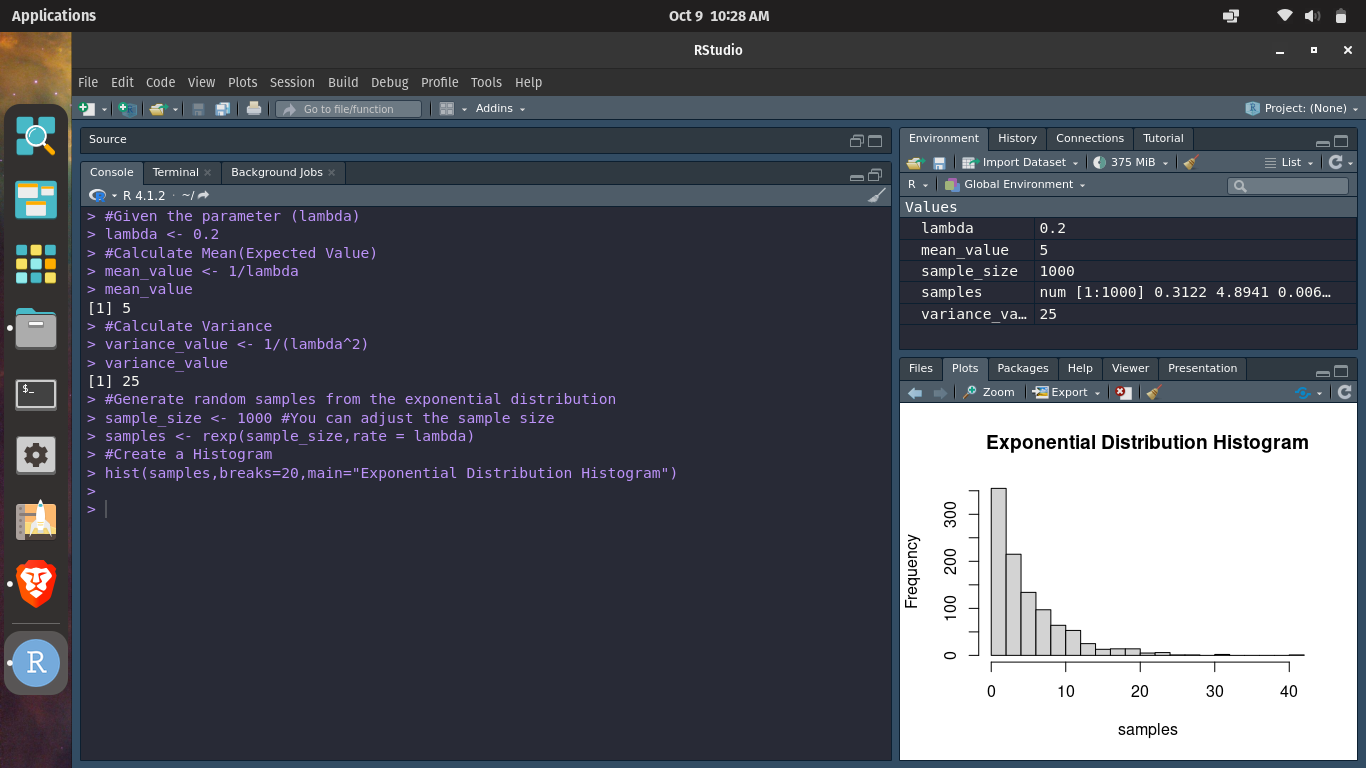 Applications
Oct 9 10:28 AM
RStudio
File Edit Code View Plots Session Build Debug Profile Tools Help
Go to file/function
Addins
Project: (None)
Source
Console Terminal Background Jobs
R 4.1.2 · ~/
> #Given the parameter (lambda)
> lambda <- 0.2
> #Calculate Mean(Expected Value)
> mean_value <- 1/lambda
> mean_value
[1] 5
> #Calculate Variance
> variance_value <- 1/(lambda^2)
> variance_value
[1] 25
> #Generate random samples from the exponential distribution
> sample_size <- 1000 #You can adjust the sample size
> samples <- rexp(sample_size,rate = lambda)
> #Create a Histogram
> hist(samples,breaks=20,main="Exponential Distribution Histogram")
>
>
Environment History Connections Tutorial
Import Dataset 375 MiB List
R Global Environment
Values
lambda 0.2
mean_value 5
sample_size 1000
samples num [1:1000] 0.3122 4.8941 0.006…
variance_va… 25
Files Plots Packages Help Viewer Presentation
Zoom Export
Exponential Distribution Histogram
Frequency
300
200
100
0
0 10 20 30 40
samples
$_
R